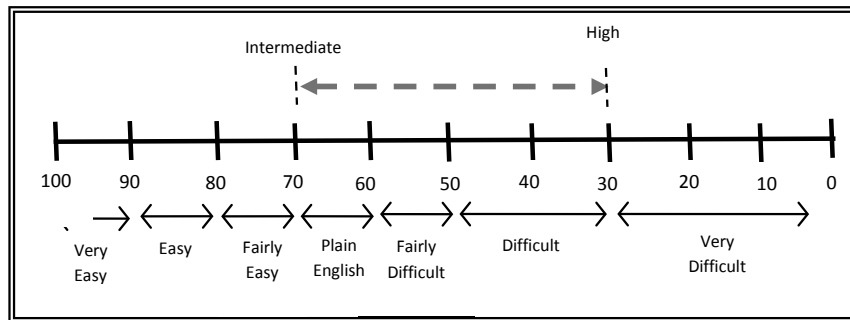 High
Intermediate
100 90 80 70 60 50 40 30 20 10 0
Very Easy Fairly Plain Fairly Difficult Very
Easy Easy English Difficult Difficult